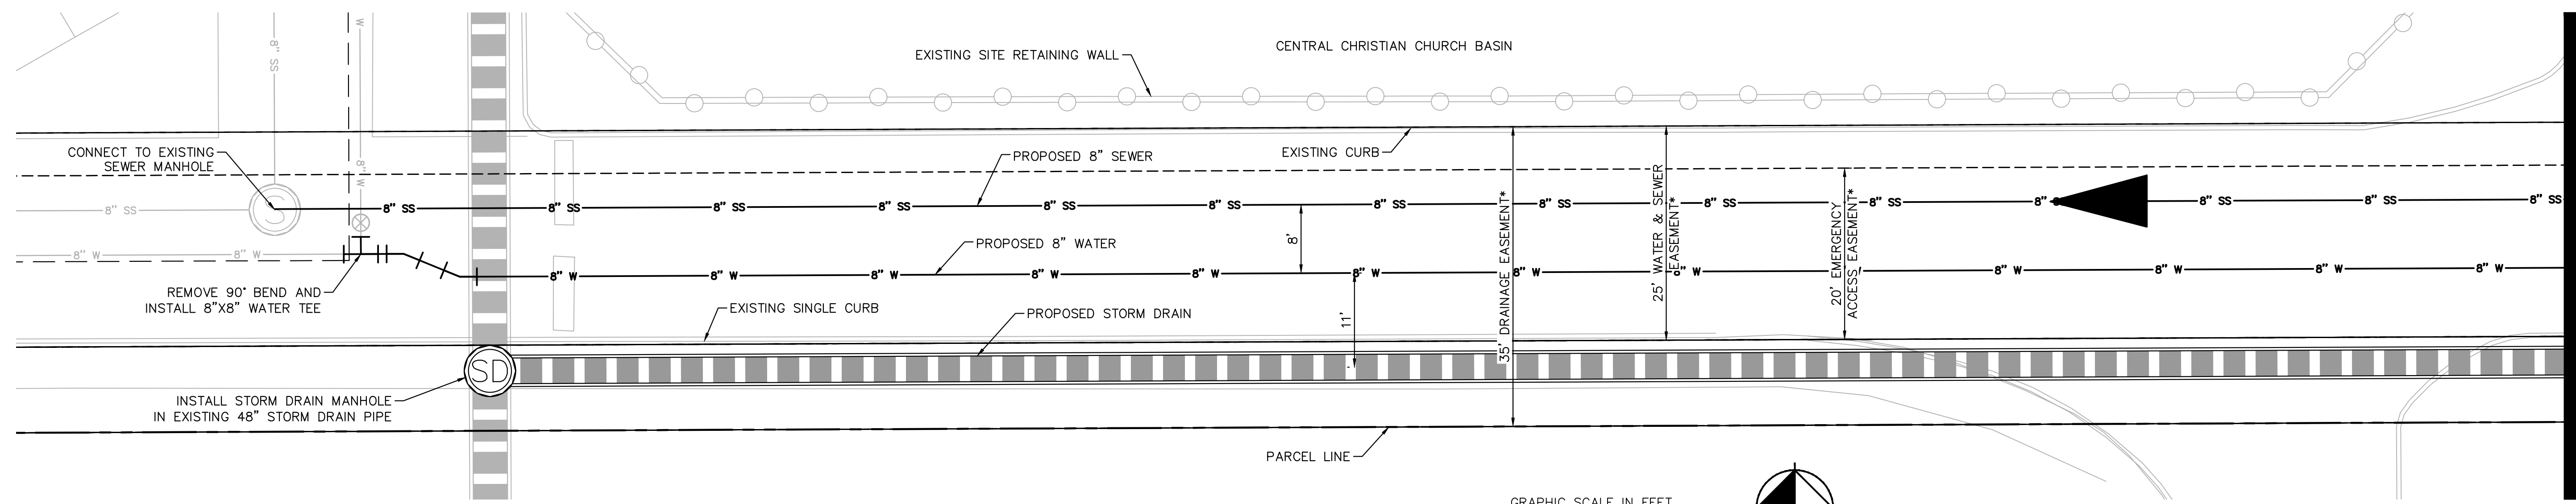 CENTRAL CHRISTIAN CHURCH BASIN
EXISTING SITE RETAINING WALL
8" SS
W
8" W
CONNECT TO EXISTING
SEWER MANHOLE
PROPOSED 8" SEWER
EXISTING CURB
S
8" SS
8" SS
8" SS
8" SS
8" SS
8" SS
8" SS
8" SS
8" SS
8" SS
8" SS
8"
8" SS
8" SS
8" SS
PROPOSED 8" WATER
8'
35' DRAINAGE EASEMENT*
25' WATER & SEWER
EASEMENT*
20' EMERGENCY
ACCESS EASEMENT*
8" W
8" W
8" W
8" W
8" W
8" W
8" W
8" W
8" W
8" W
8" W
8" W
8" W
8" W
REMOVE 90° BEND AND
INSTALL 8"X8" WATER TEE
EXISTING SINGLE CURB
PROPOSED STORM DRAIN
11'
SD
INSTALL STORM DRAIN MANHOLE
IN EXISTING 48" STORM DRAIN PIPE
PARCEL LINE
GRAPHIC SCALE IN FEET